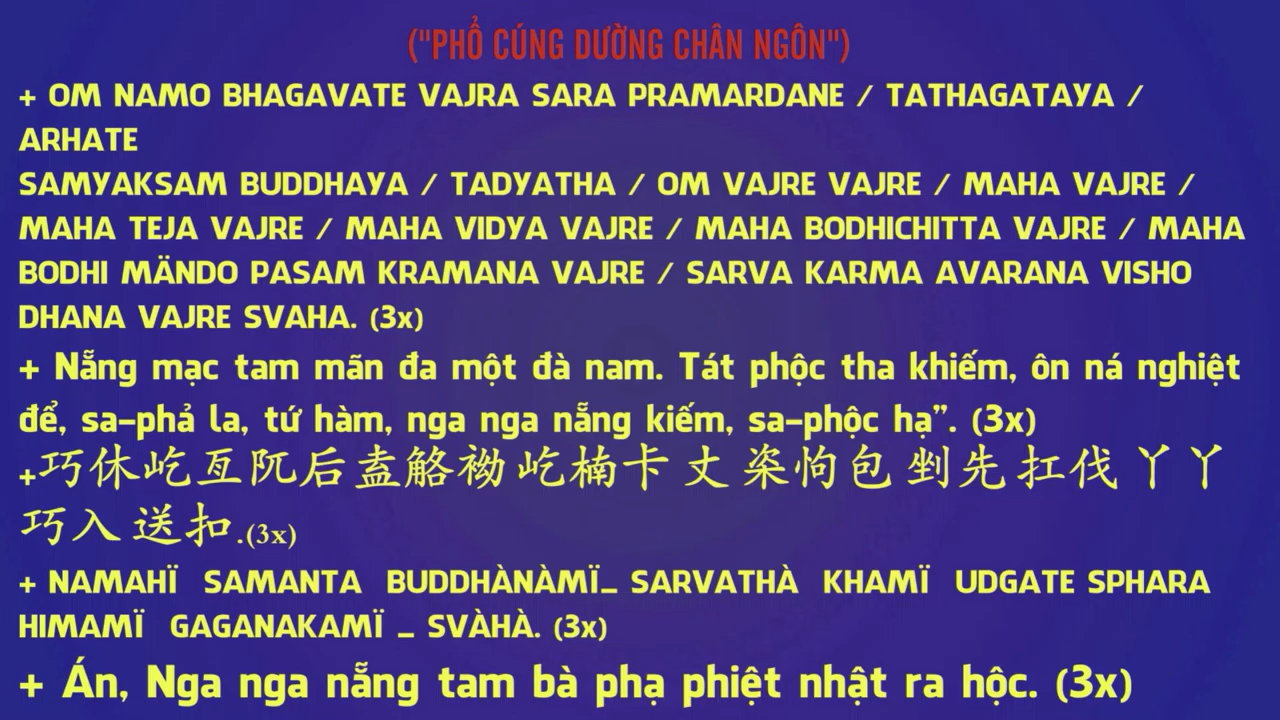 ("PHỔ CÚNG DƯỜNG CHÂN NGÔN")
+ OM NAMO BHAGAVATE VAJRA SARA PRAMARDANE / TATHAGATAYA /
ARHATE
SAMYAKSAM BUDDHAYA / TADYATHA / OM VAJRE VAJRE / MAHA VAJRE /
MAHA TEJA VAJRE / MAHA VIDYA VAJRE / MAHA BODHICHITTA VAJRE / MAHA
BODHI MÄNDO PASAM KRAMANA VAJRE / SARVA KARMA AVARANA VISHO
DHANA VAJRE SVAHA. (3x)
+ Nẵng mạc tam mãn đa một đà nam. Tát phộc tha khiếm, ôn ná nghiệt
để, sa-phả la, tứ hàm, nga nga nẵng kiếm, sa-phộc hạ”. (3x)
+巧休屹亙阢后盍觡袎屹楠卡丈 栥怐包 剉先扛伐 丫丫
巧入送扣.(3x)
+ NAMAHÏ SAMANTA BUDDHÀNÀMÏ_ SARVATHÀ KHAMÏ UDGATE SPHARA
HIMAMÏ GAGANAKAMÏ _ SVÀHÀ. (3x)
+ Án, Nga nga nẵng tam bà phạ phiệt nhật ra hộc. (3x)